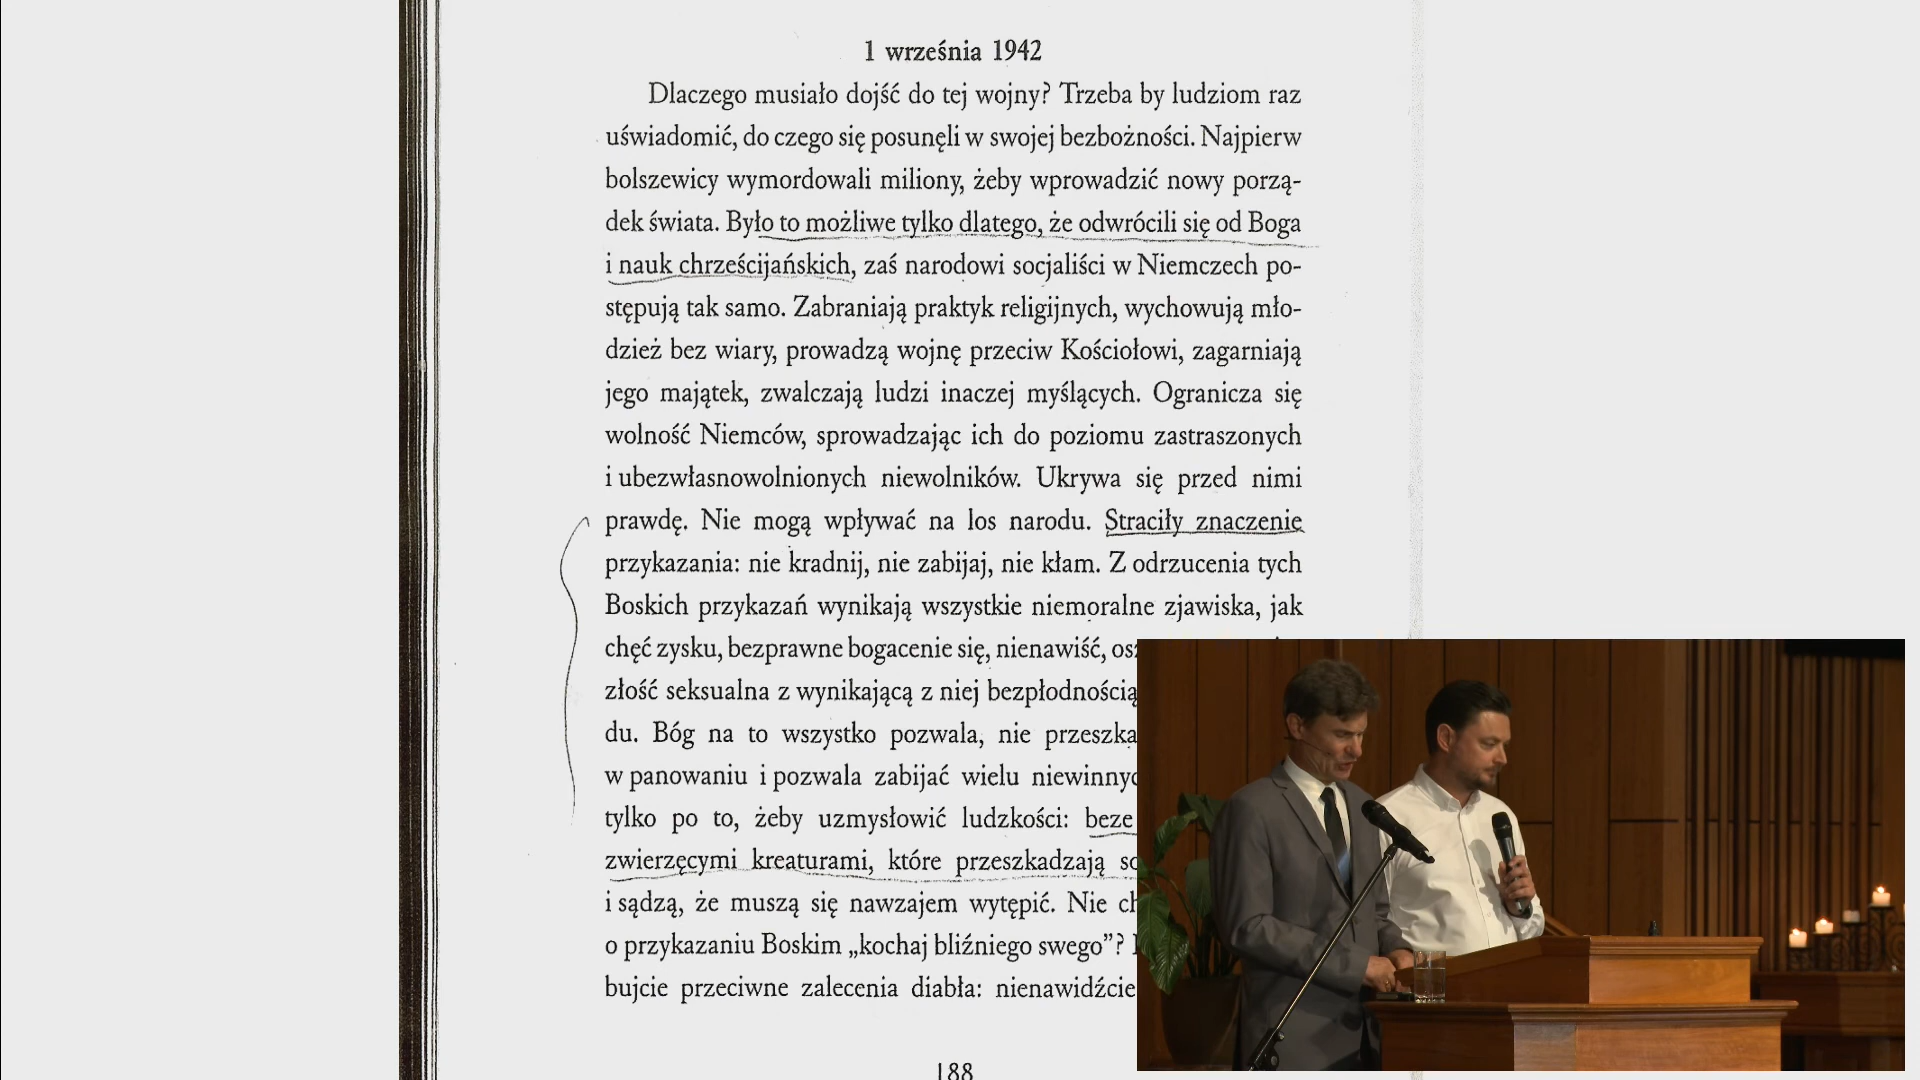 1 września 1942
Dlaczego musiało dojść do tej wojny? Trzeba by ludziom raz
uświadomić, do czego się posunęli w swojej bezbożności. Najpierw
bolszewicy wymordowali miliony, żeby wprowadzić nowy porzą-
dek świata. Było to możliwe tylko dlatego, że odwrócili się od Boga
i nauk chrześcijańskich, zaś narodowi socjaliści w Niemczech po-
stępują tak samo. Zabraniają praktyk religijnych, wychowują mło-
dzież bez wiary, prowadzą wojnę przeciw Kościołowi, zagarniają
jego majątek, zwalczają ludzi inaczej myślących. Ogranicza się
wolność Niemców, sprowadzając ich do poziomu zastraszonych
i ubezwłasnowolnionych niewolników. Ukrywa się przed nimi
prawdę. Nie mogą wpływać na los narodu. Straciły znaczenie
przykazania: nie kradnij, nie zabijaj, nie kłam. Z odrzucenia tych
Boskich przykazań wynikają wszystkie niemoralne zjawiska, jak
chęć zysku, bezprawne bogacenie się, nienawiść,
złość seksualna z wynikającą z niej bezpłodnością
du. Bóg na to wszystko pozwala, nie
w panowaniu i pozwala zabijać wielu
tylko po to, żeby uzmysłowić ludzkości:
zwierzęcymi kreaturami, które przeszkadzają
i sądzą, że muszą się nawzajem wytępić. Nie
o przykazaniu Boskim „kochaj bliźniego swego”?
bujcie przeciwne zalecenia diabła: nienawidźcie
188